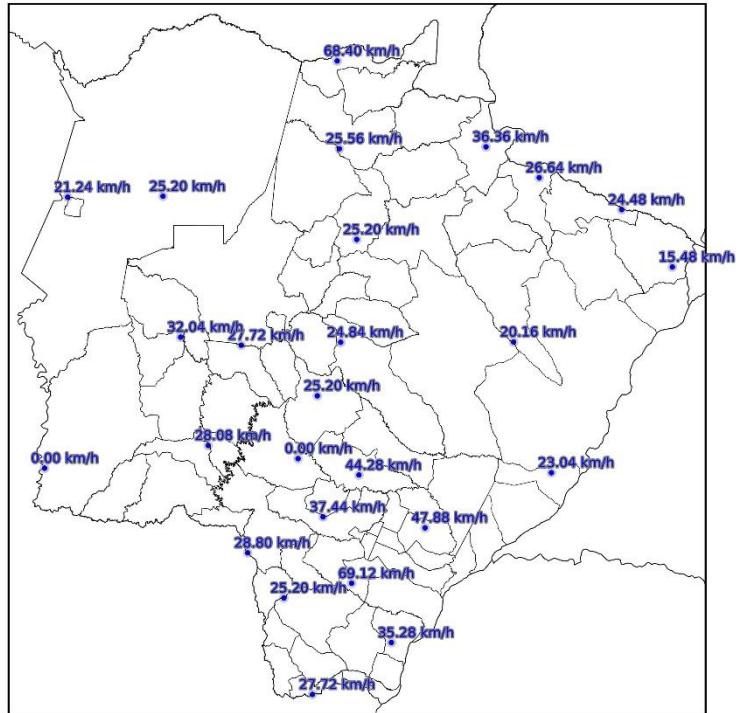 68.40 km/h
25.56 km/h
36.36 km/h
26.64 km/h
21.24 km/h
25.20 km/h
24.48 km/h
25.20 km/h
15.48 km/h
32.04 km/h
27.72 km/h
24.84 km/h
20.16 km/h
25.20 km/h
28.08 km/h
0.00 km/h
0.00 km/h
44.28 km/h
23.04 km/h
37.44 km/h
47.88 km/h
28.80 km/h
69.12 km/h
25.20 km/h
35.28 km/h
27.72 km/h